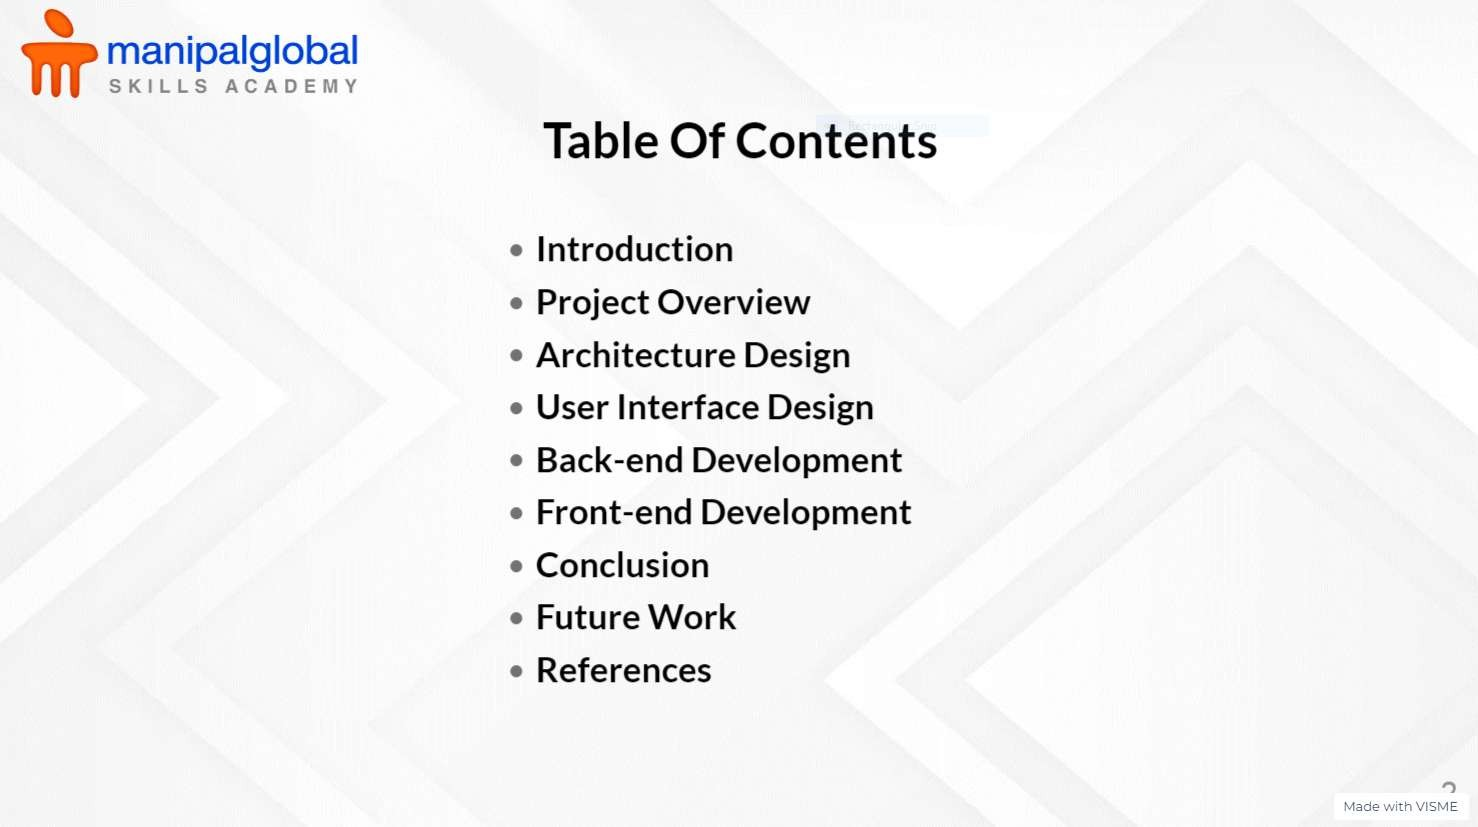 manipalglobal
SKILLS ACADEMY
Table Of Contents
• Introduction
• Project Overview
• Architecture Design
• User Interface Design
• Back-end Development
• Front-end Development
• Conclusion
• Future Work
• References
Made with VISME